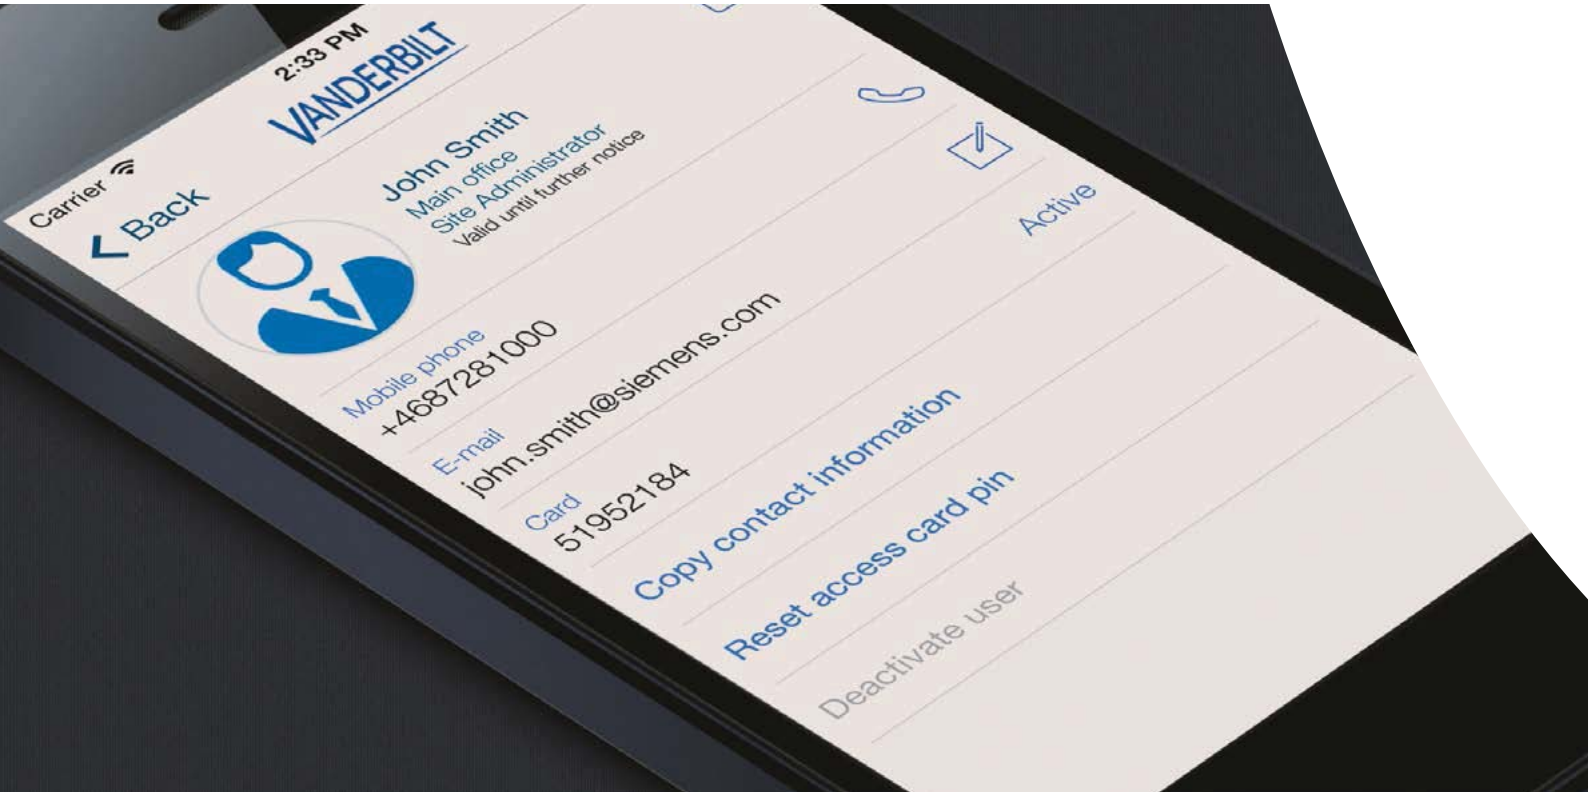 Carrier 2:33 PM
Back
VANDERBILT
John Smith
Main office
Site Administrator
Valid until further notice
Mobile phone
+4687281000
E-mail
john.smith@siemens.com
Card
51952184
Active
Copy contact information
Reset access card pin
Deactivate user